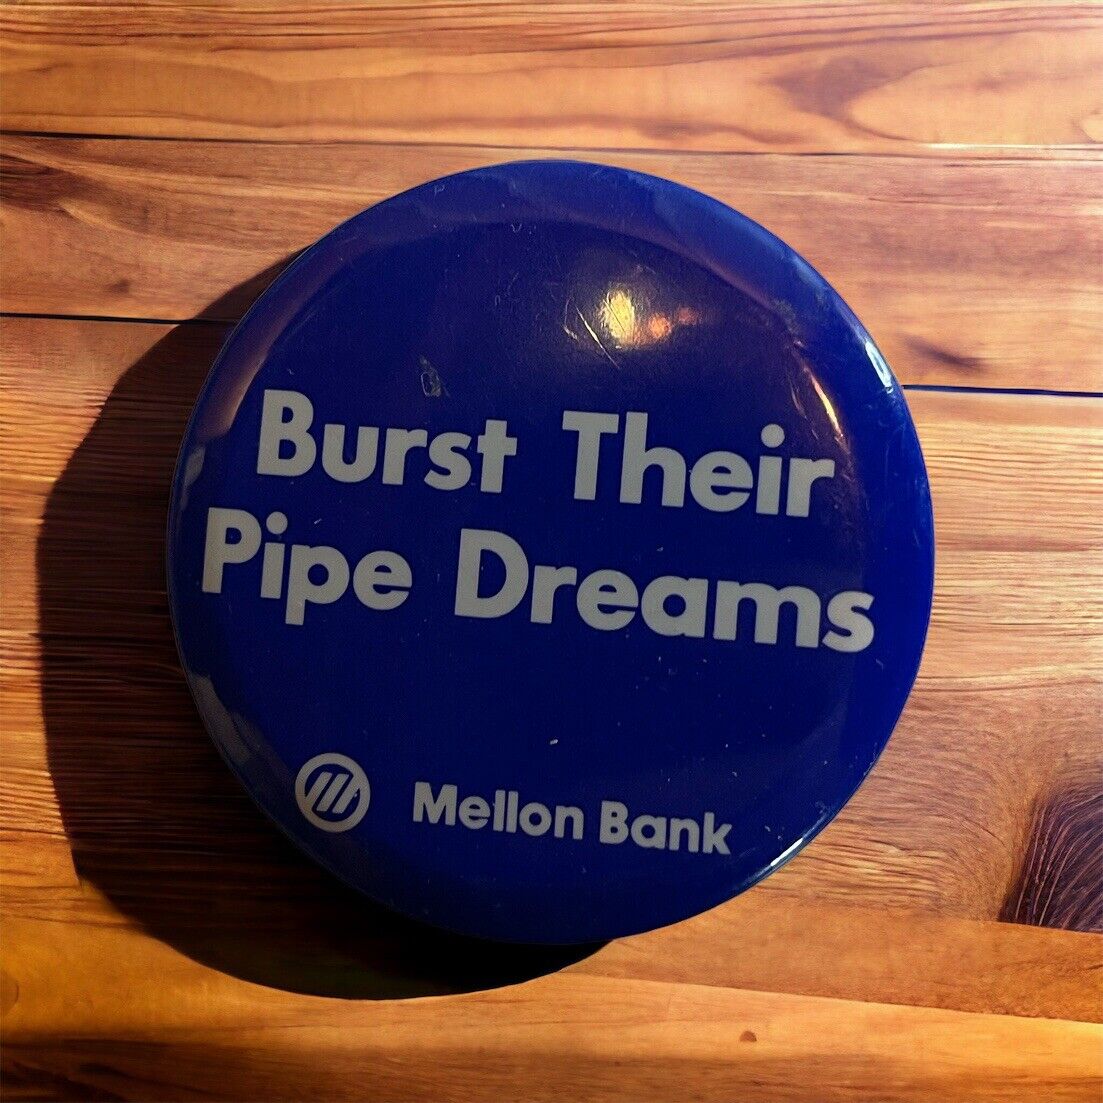 Burst Their
Pipe Dreams
Mellon Bank